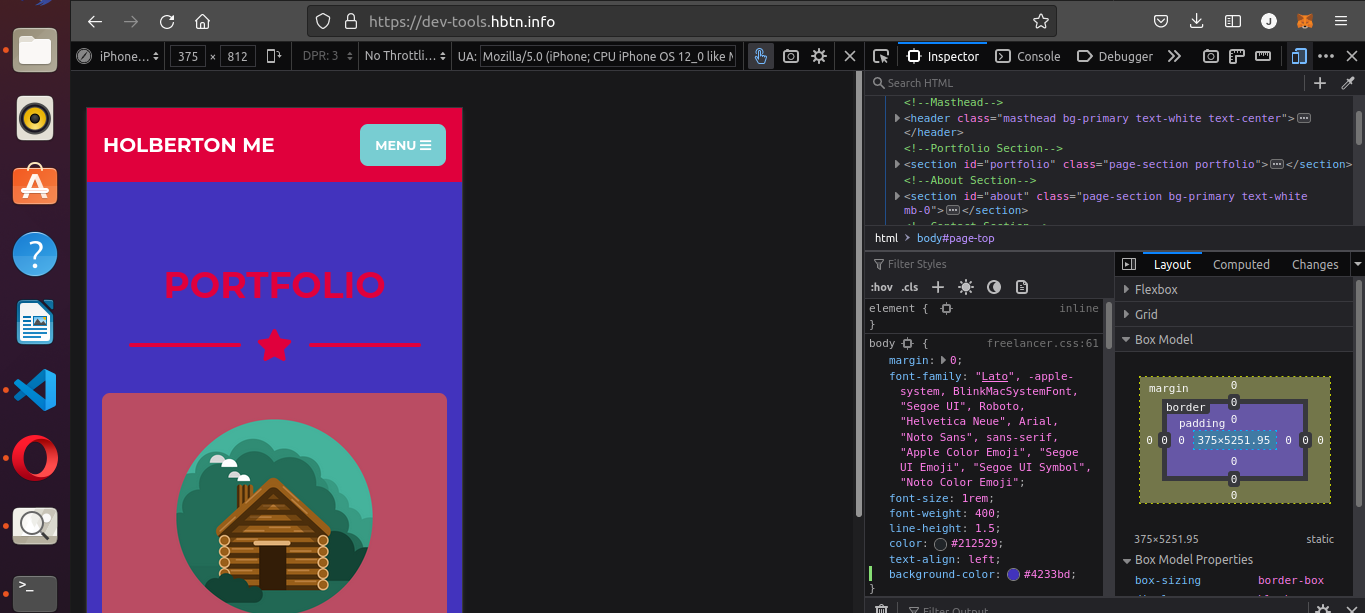 https://dev-tools.hbtn.info
J
iPhone... 375 × 812 DPR: 3 No Throttli... UA: Mozilla/5.0 (iPhone; CPU iPhone OS 12_0 like M
Inspector Console Debugger
Search HTML
<!--Masthead-->
<header class="masthead bg-primary text-white text-center">
</header>
<!--Portfolio Section-->
<section id="portfolio" class="page-section portfolio"></section>
<!--About Section-->
<section id="about" class="page-section bg-primary text-white
mb-0"></section>
<!--Contact Section-->
html > body#page-top
HOLBERTON ME
MENU
PORTFOLIO
Filter Styles
:hov .cls
element { inline
}
body { freelancer.css:61
margin: 0;
font-family: "Lato", -apple-
system, BlinkMacSystemFont,
"Segoe UI", Roboto,
"Helvetica Neue", Arial,
"Noto Sans", sans-serif,
"Apple Color Emoji", "Segoe
UI Emoji", "Segoe UI Symbol",
"Noto Color Emoji";
font-size: 1rem;
font-weight: 400;
line-height: 1.5;
color: #212529;
text-align: left;
background-color: #4233bd;
}
Layout Computed Changes
Flexbox
Grid
Box Model
margin 0
border 0
padding 0
0 0 0 375×5251.95 0 0 0
0
0
0
375×5251.95 static
Box Model Properties
box-sizing border-box
Filter Output
>_
?